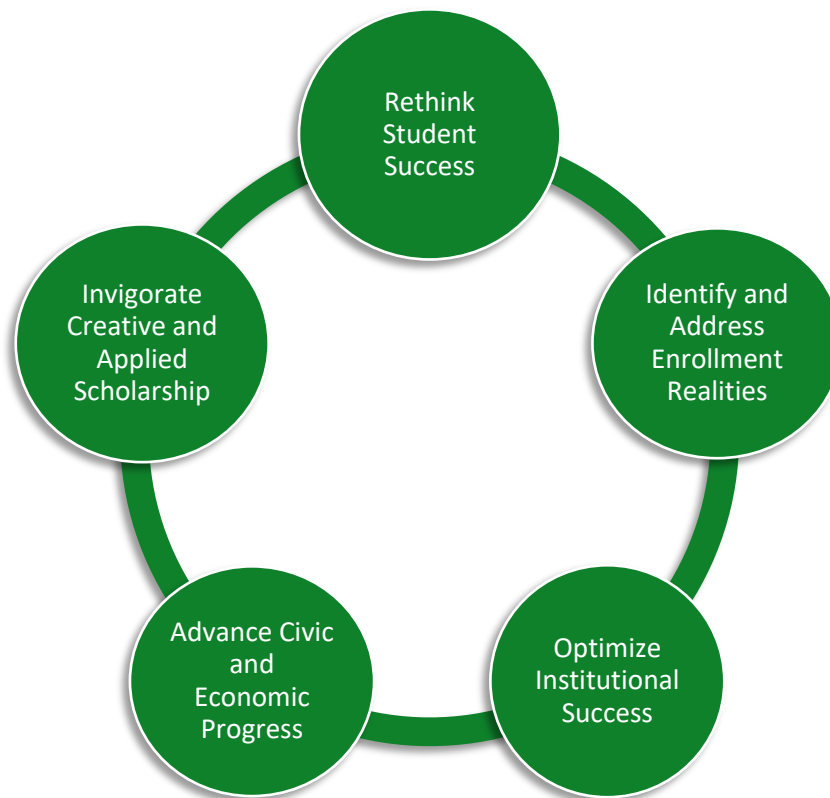 Rethink
Student
Success
Identify and
Address
Enrollment
Realities
Optimize
Institutional
Success
Advance Civic
and
Economic
Progress
Invigorate
Creative and
Applied
Scholarship